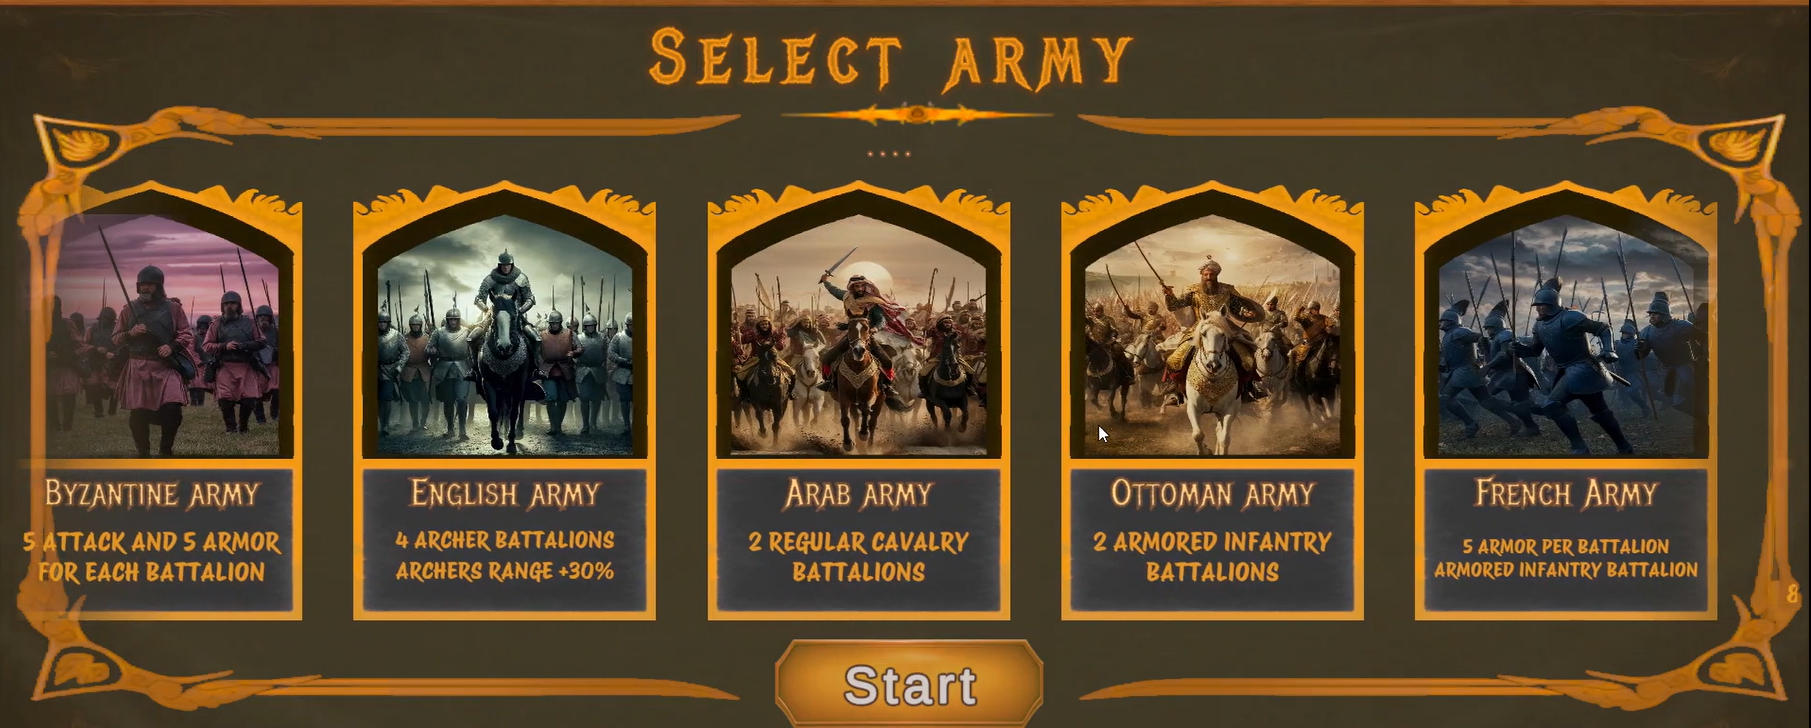 Select army
....
Byzantine army
5 attack and 5 armor
for each battalion
English army
4 archer battalions
archers range +30%
Arab army
2 regular cavalry
battalions
Ottoman army
2 armored infantry
battalions
French Army
5 armor per battalion
armored infantry battalion
8
Start